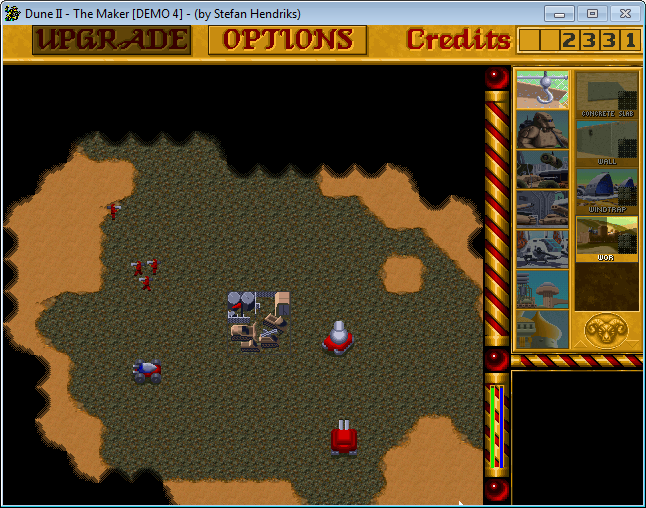 Dune II - The Maker [DEMO 4] - (by Stefan Hendriks)
UPGRADE OPTIONS Credits 2331
CONCRETE SLAB
WALL
WINDTRAP
WOR